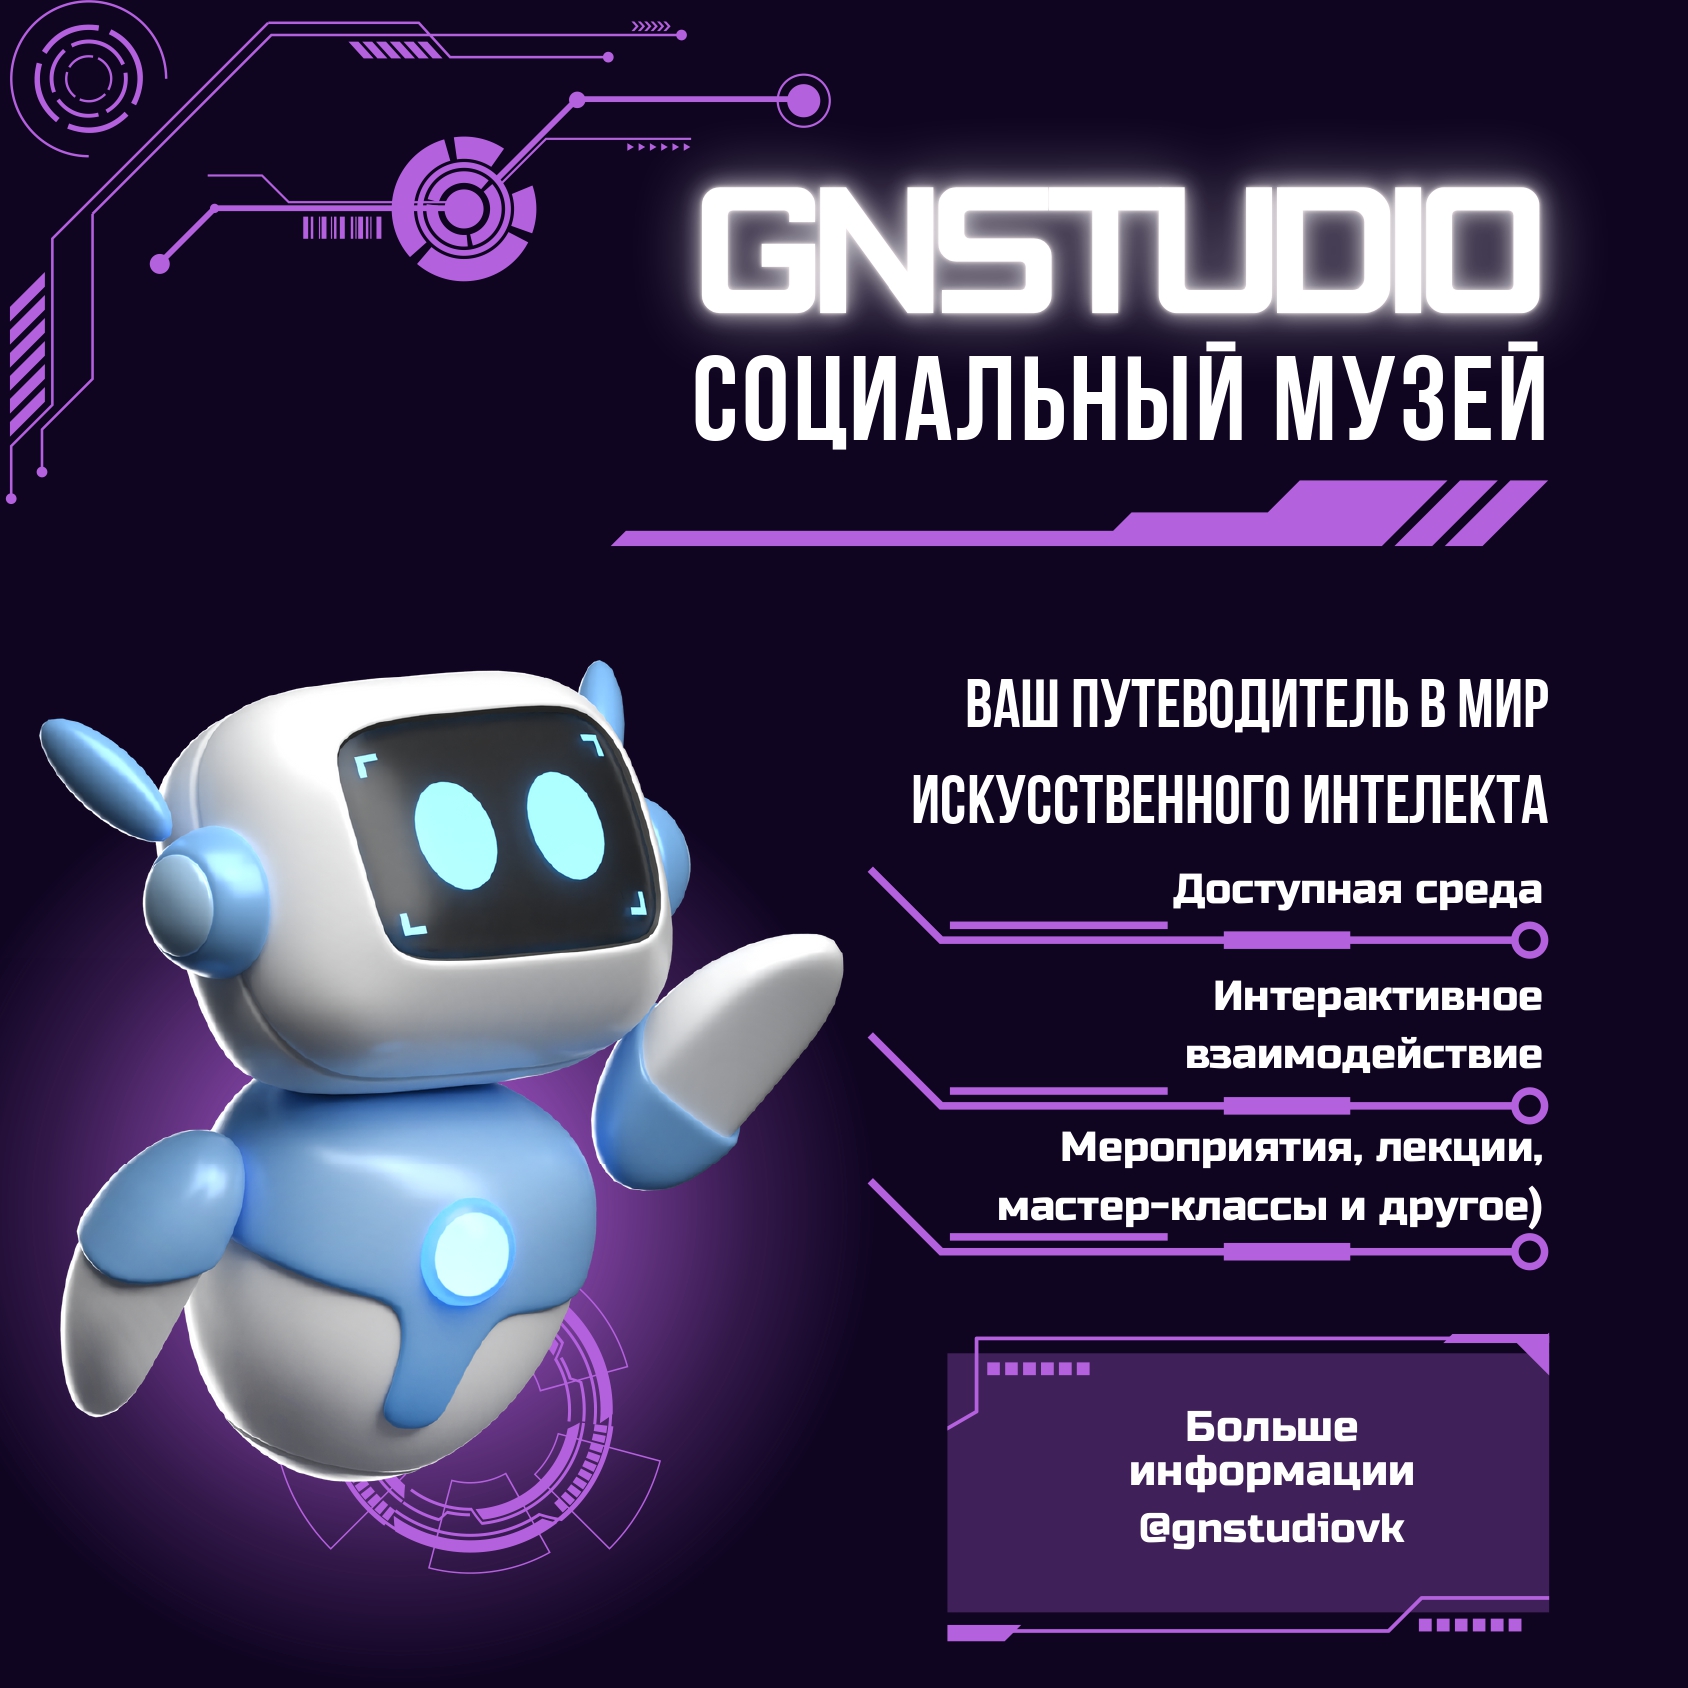 GNSTUDIO
СОЦИАЛЬНЫЙ МУЗЕЙ
ВАШ ПУТЕВОДИТЕЛЬ В МИР
ИСКУССТВЕННОГО ИНТЕЛЕКТА
Доступная среда
Интерактивное
взаимодействие
Мероприятия, лекции,
мастер-классы и другое)
Больше
информации
@gnstudiovk